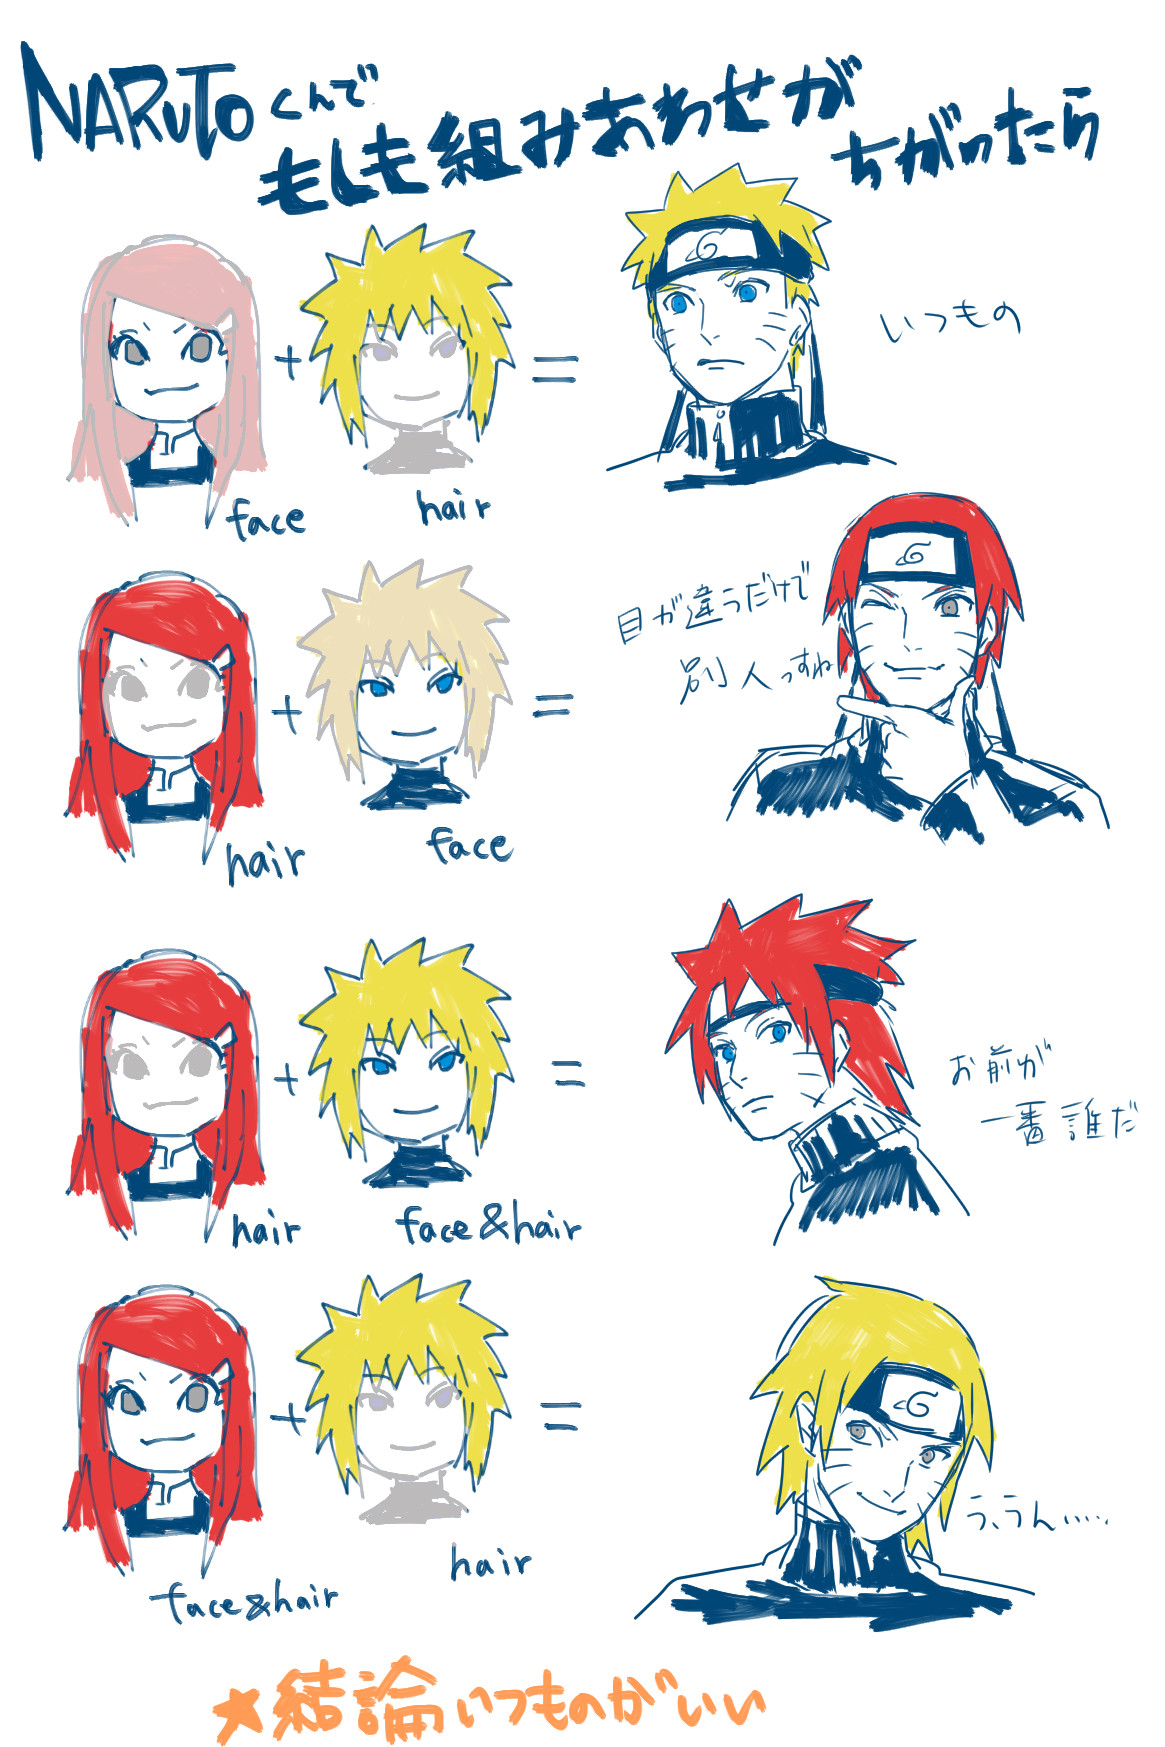 NARUTOくんで
もしも組みあわせが
ちがったら
+
=
いつもの
face
hair
目が違うだけで
別人っすね
+
=
hair
face
+
=
お前が
一番誰だ
hair
face&hair
+
=
う、うん……
hair
face&hair
★結論いつものがいい